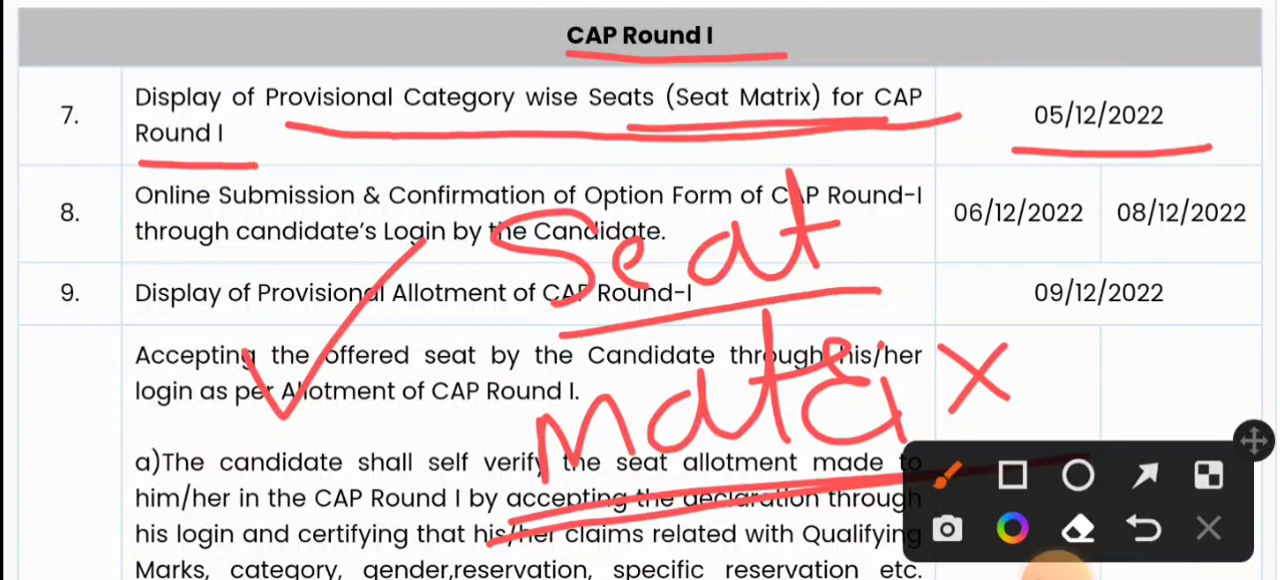 CAP Round I
7.
Display of Provisional Category wise Seats (Seat Matrix) for CAP
Round I
05/12/2022
8.
Online Submission & Confirmation of Option Form of CAP Round-I
through candidate's Login by the Candidate.
06/12/2022 08/12/2022
Seat
9.
Display of Provisional Allotment of CAP Round-I
09/12/2022
Accepting the offered seat by the Candidate through his/her
login as per Allotment of CAP Round I.
Matrix
a)The candidate shall self verify the seat allotment made to
him/her in the CAP Round I by accepting the declaration through
his login and certifying that his/her claims related with Qualifying
Marks, category, gender,reservation, specific reservation etc.